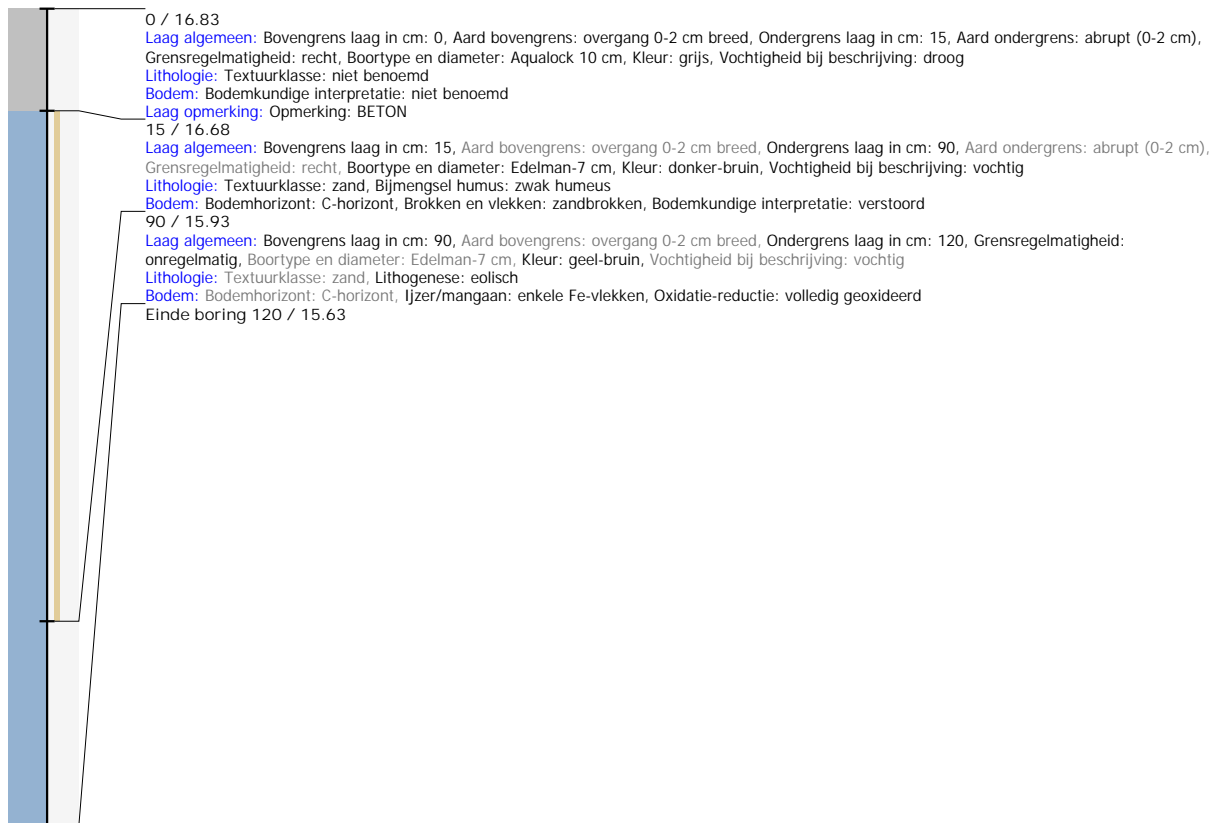 0 / 16.83
Laag algemeen: Bovengrens laag in cm: 0, Aard bovengrens: overgang 0-2 cm breed, Ondergrens laag in cm: 15, Aard ondergrens: abrupt (0-2 cm),
Grensregelmatigheid: recht, Boortype en diameter: Aqualock 10 cm, Kleur: grijs, Vochtigheid bij beschrijving: droog
Lithologie: Textuurklasse: niet benoemd
Bodem: Bodemkundige interpretatie: niet benoemd
Laag opmerking: Opmerking: BETON
15 / 16.68
Laag algemeen: Bovengrens laag in cm: 15, Aard bovengrens: overgang 0-2 cm breed, Ondergrens laag in cm: 90, Aard ondergrens: abrupt (0-2 cm),
Grensregelmatigheid: recht, Boortype en diameter: Edelman-7 cm, Kleur: donker-bruin, Vochtigheid bij beschrijving: vochtig
Lithologie: Textuurklasse: zand, Bijmengsel humus: zwak humeus
Bodem: Bodemhorizont: C-horizont, Brokken en vlekken: zandbrokken, Bodemkundige interpretatie: verstoord
90 / 15.93
Laag algemeen: Bovengrens laag in cm: 90, Aard bovengrens: overgang 0-2 cm breed, Ondergrens laag in cm: 120, Grensregelmatigheid:
onregelmatig, Boortype en diameter: Edelman-7 cm, Kleur: geel-bruin, Vochtigheid bij beschrijving: vochtig
Lithologie: Textuurklasse: zand, Lithogenese: eolisch
Bodem: Bodemhorizont: C-horizont, Ijzer/mangaan: enkele Fe-vlekken, Oxidatie-reductie: volledig geoxideerd
Einde boring 120 / 15.63